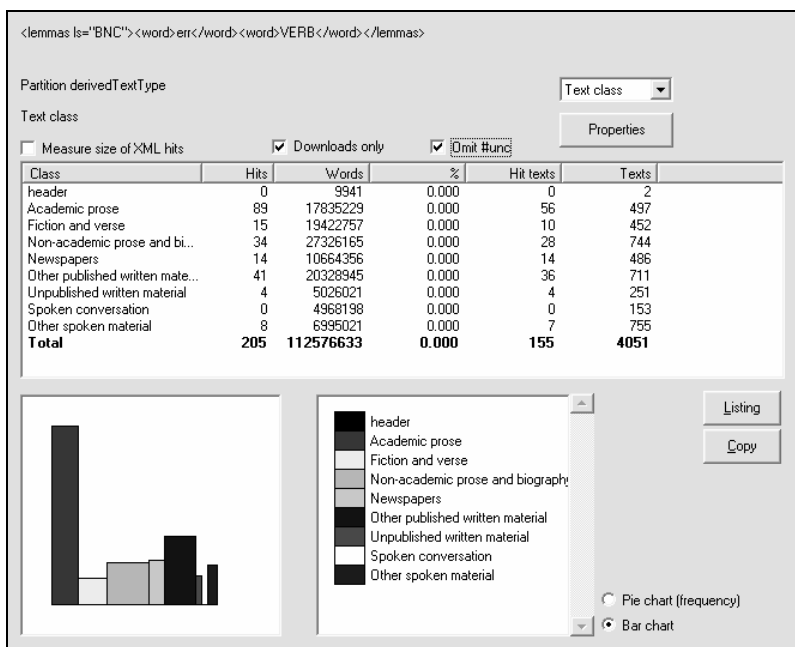 <lemmas ls="BNC"><word>err</word><word>VERB</word></lemmas>
Partition derivedTextType
Text class
Text class
Properties
Measure size of XML hits Downloads only Omit #unc
Class Hits Words % Hit texts Texts
header 0 9941 0.000 0 2
Academic prose 89 17835229 0.000 56 497
Fiction and verse 15 19422757 0.000 10 452
Non-academic prose and bi... 34 27326165 0.000 28 744
Newspapers 14 10664356 0.000 14 486
Other published written mate... 41 20328945 0.000 36 711
Unpublished written material 4 5026021 0.000 4 251
Spoken conversation 0 4968198 0.000 0 153
Other spoken material 8 6995021 0.000 7 755
Total 205 112576633 0.000 155 4051
header
Academic prose
Fiction and verse
Non-academic prose and biography
Newspapers
Other published written material
Unpublished written material
Spoken conversation
Other spoken material
Listing
Copy
Pie chart (frequency)
Bar chart